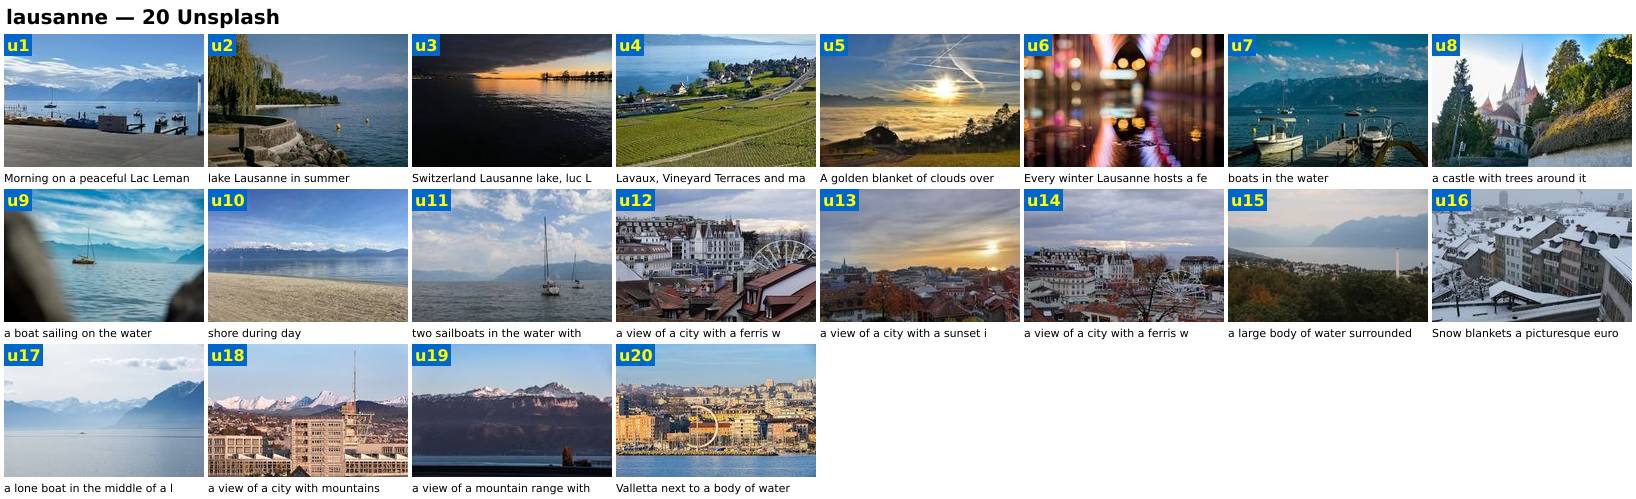 lausanne — 20 Unsplash
u1 u2 u3 u4 u5 u6 u7 u8
Morning on a peaceful Lac Leman
lake Lausanne in summer
Switzerland Lausanne lake, luc L
Lavaux, Vineyard Terraces and ma
A golden blanket of clouds over
Every winter Lausanne hosts a fe
boats in the water
a castle with trees around it
u9 u10 u11 u12 u13 u14 u15 u16
a boat sailing on the water
shore during day
two sailboats in the water with
a view of a city with a ferris w
a view of a city with a sunset i
a view of a city with a ferris w
a large body of water surrounded
Snow blankets a picturesque euro
u17 u18 u19 u20
a lone boat in the middle of a l
a view of a city with mountains
a view of a mountain range with
Valletta next to a body of water